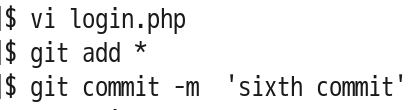 $ vi login.php
$ git add *
$ git commit -m  'sixth commit'